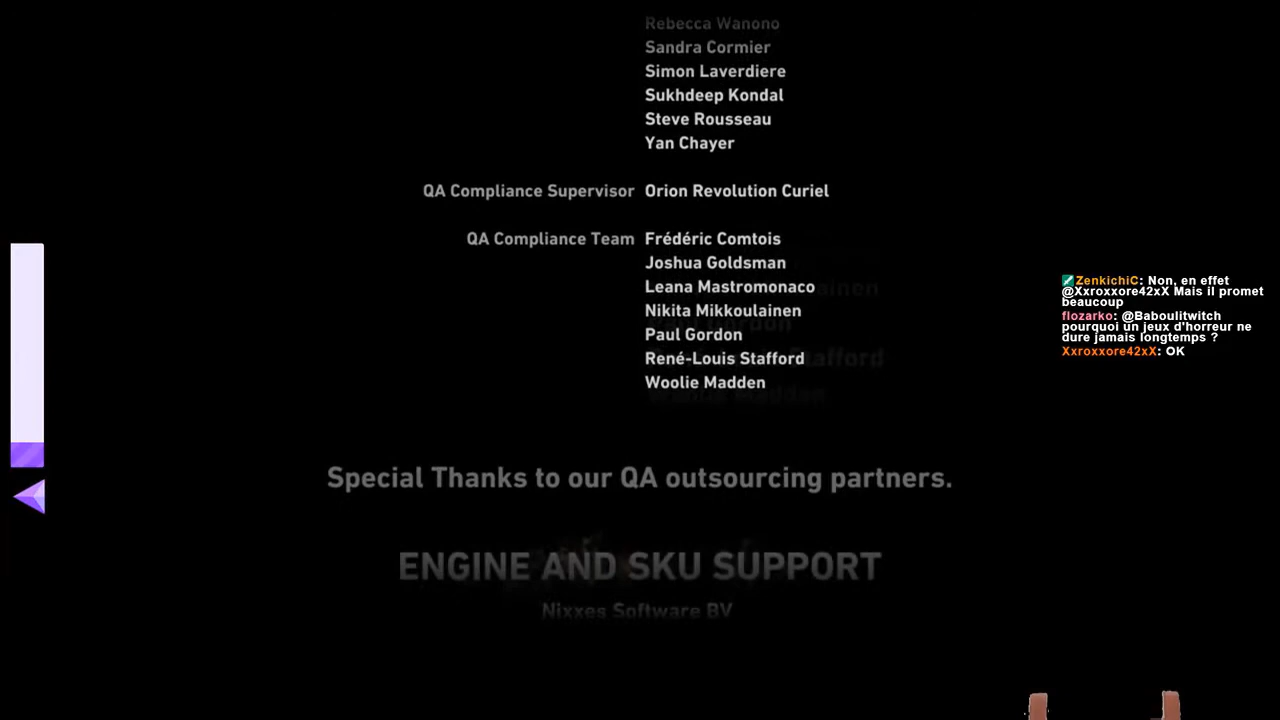 Rebecca Wanono
Sandra Cormier
Simon Laverdiere
Sukhdeep Kondal
Steve Rousseau
Yan Chayer
QA Compliance Supervisor Orion Revolution Curiel
QA Compliance Team Frédéric Comtois
Joshua Goldsman
Leana Mastromonaco
Nikita Mikkoulainen
Paul Gordon
René-Louis Stafford
Woolie Madden
Special Thanks to our QA outsourcing partners.
ENGINE AND SKU SUPPORT
Nixxes Software BV
ZenkichiC: Non, en effet
@Xxroxxore42xX Mais il promet
beaucoup
flozarko: @Baboulitwitch
pourquoi un jeux d'horreur ne
dure jamais longtemps ?
Xxroxxore42xX: OK